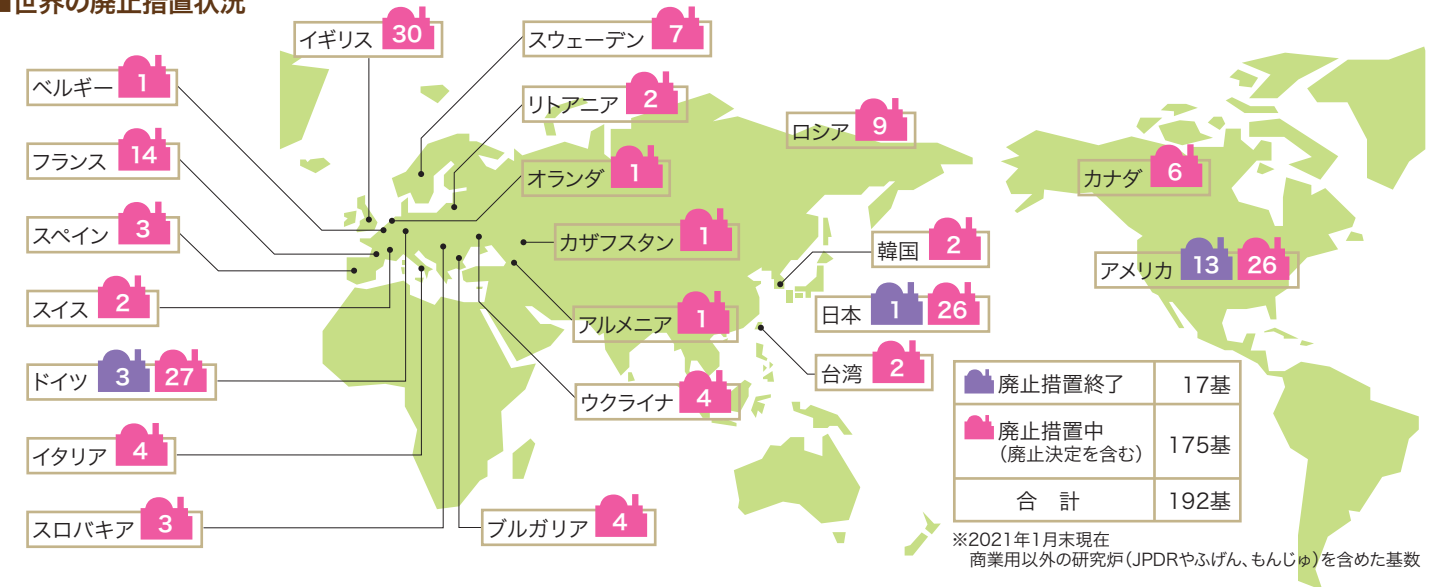 ■世界の廃止措置状況
イギリス 30
スウェーデン 7
ベルギー 1
リトアニア 2
ロシア 9
フランス 14
オランダ 1
カナダ 6
スペイン 3
カザフスタン 1
韓国 2
アメリカ 13 26
スイス 2
アルメニア 1
日本 1 26
ドイツ 3 27
ウクライナ 4
台湾 2
イタリア 4
スロバキア 3
ブルガリア 4
廃止措置終了 17基
廃止措置中 175基
（廃止決定を含む）
合 計 192基
※2021年1月末現在
商業用以外の研究炉（JPDRやふげん、もんじゅ）を含めた基数